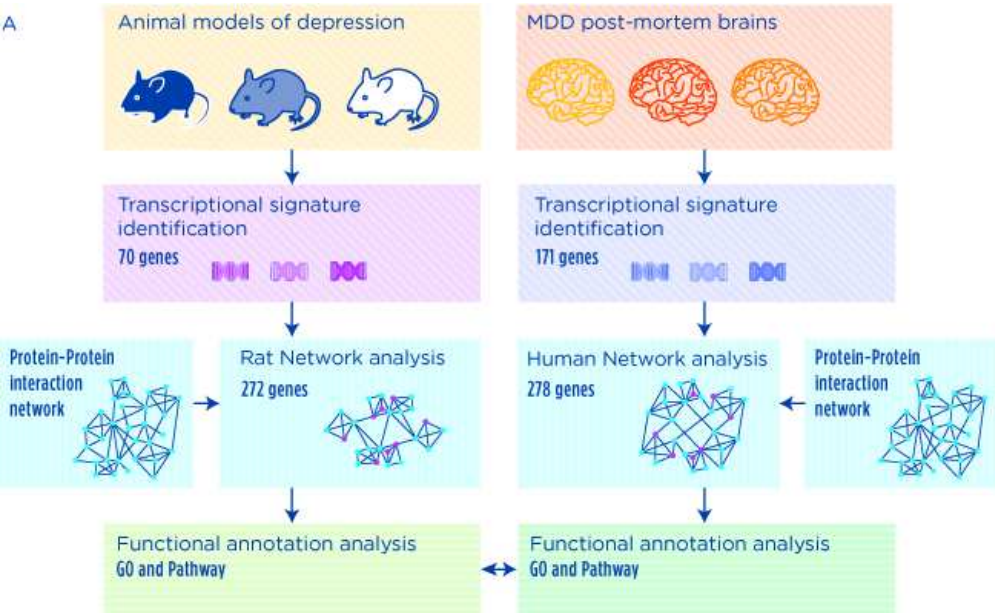 A
Animal models of depression
MDD post-mortem brains
Transcriptional signature
identification
70 genes
Transcriptional signature
identification
171 genes
Protein-Protein
interaction
network
Rat Network analysis
272 genes
Human Network analysis
278 genes
Protein-Protein
interaction
network
Functional annotation analysis
GO and Pathway
Functional annotation analysis
GO and Pathway